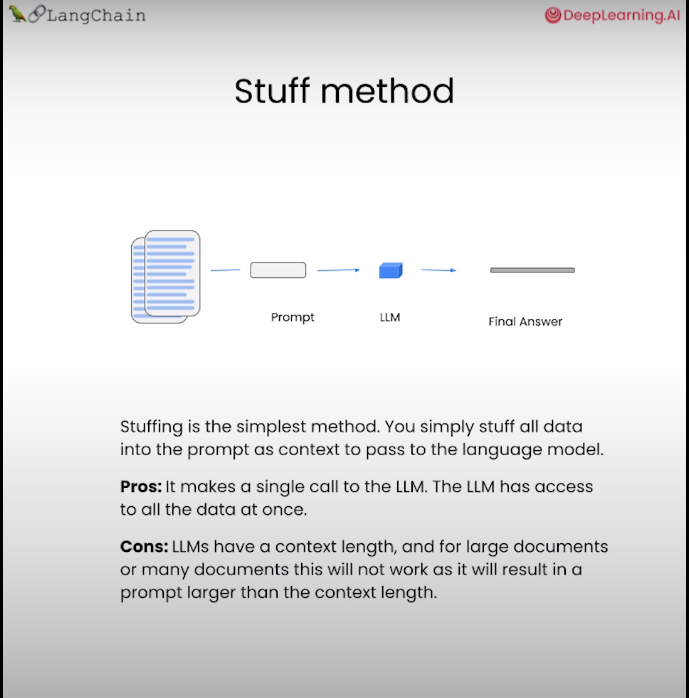 LangChain
DeepLearning.AI
Stuff method
Prompt
LLM
Final Answer
Stuffing is the simplest method. You simply stuff all data
into the prompt as context to pass to the language model.
Pros: It makes a single call to the LLM. The LLM has access
to all the data at once.
Cons: LLMs have a context length, and for large documents
or many documents this will not work as it will result in a
prompt larger than the context length.